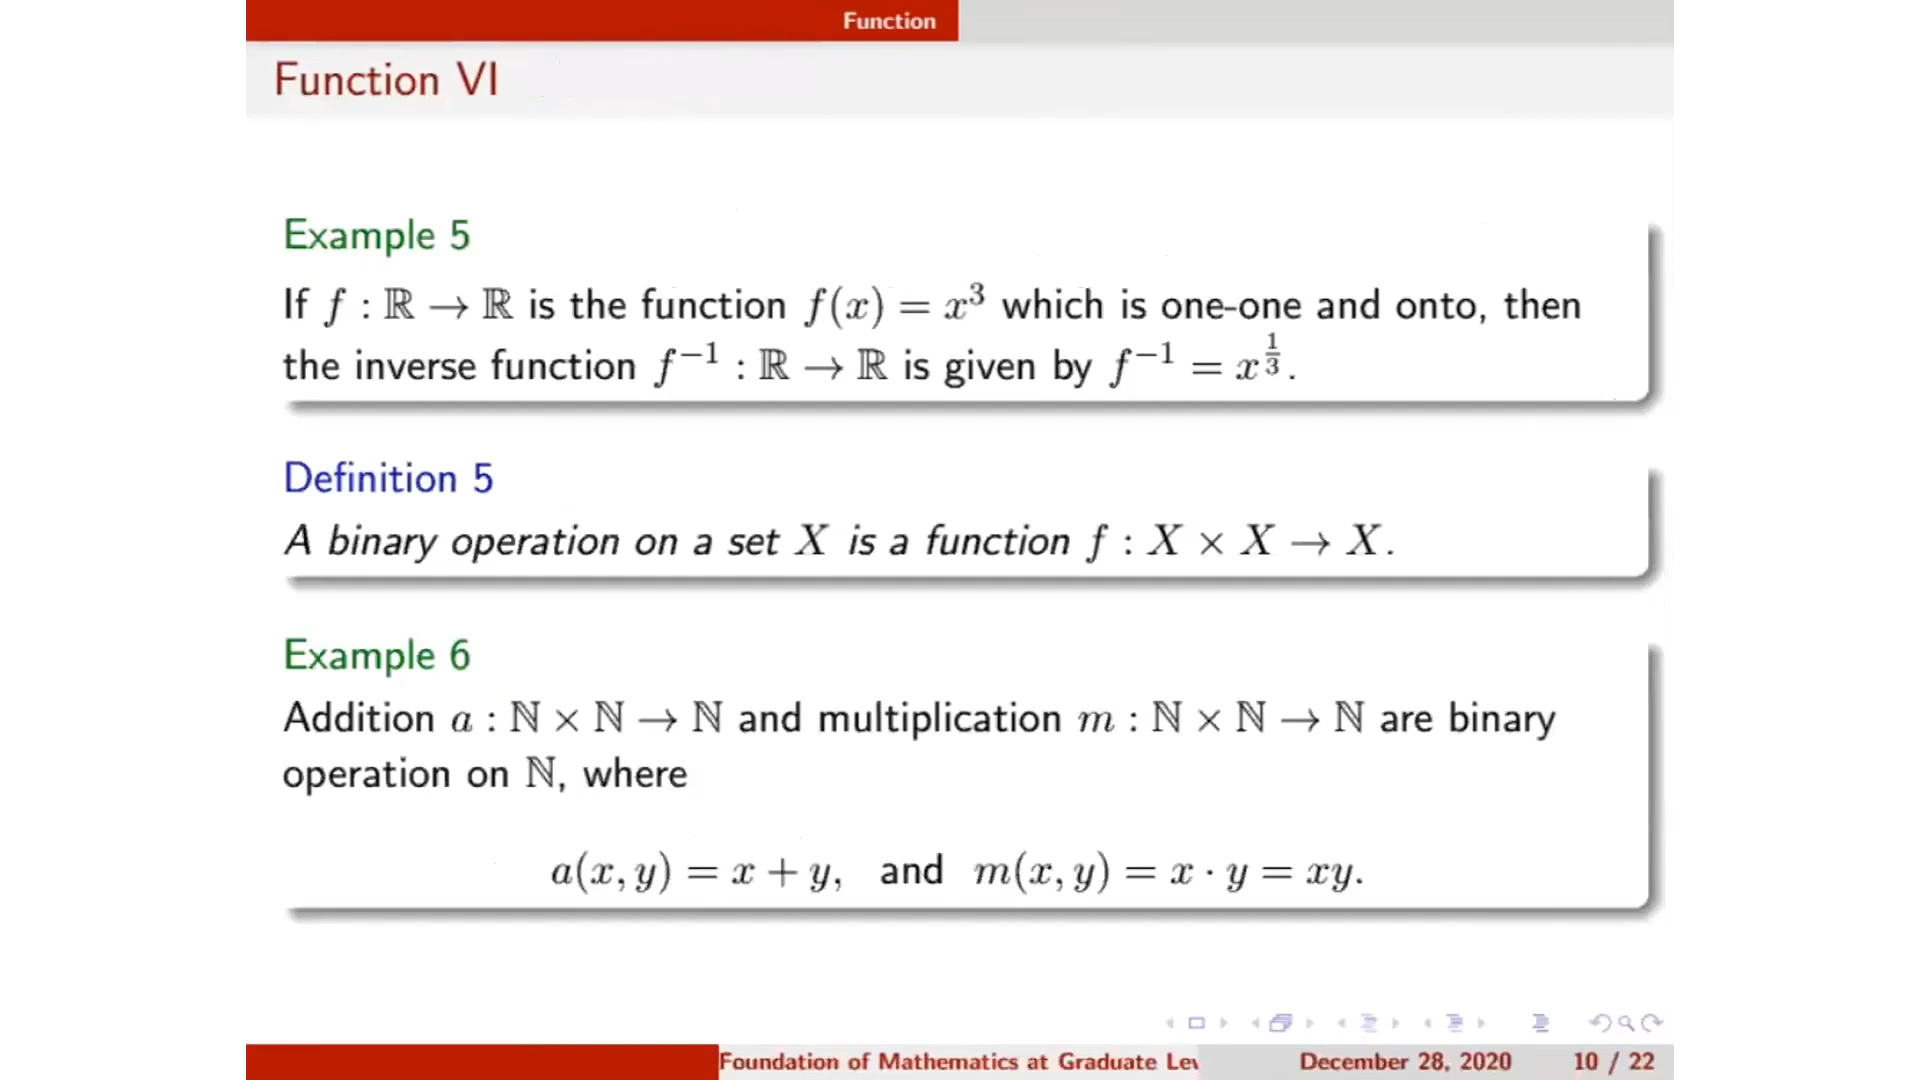 Function
Function VI
Example 5
If f : ℝ → ℝ is the function f(x) = x³ which is one-one and onto, then
the inverse function f⁻¹ : ℝ → ℝ is given by f⁻¹ = x^{1/3}.
Definition 5
A binary operation on a set X is a function f : X × X → X.
Example 6
Addition a : ℕ × ℕ → ℕ and multiplication m : ℕ × ℕ → ℕ are binary
operation on ℕ, where
a(x, y) = x + y, and m(x, y) = x · y = xy.
Foundation of Mathematics at Graduate Lev December 28, 2020 10 / 22